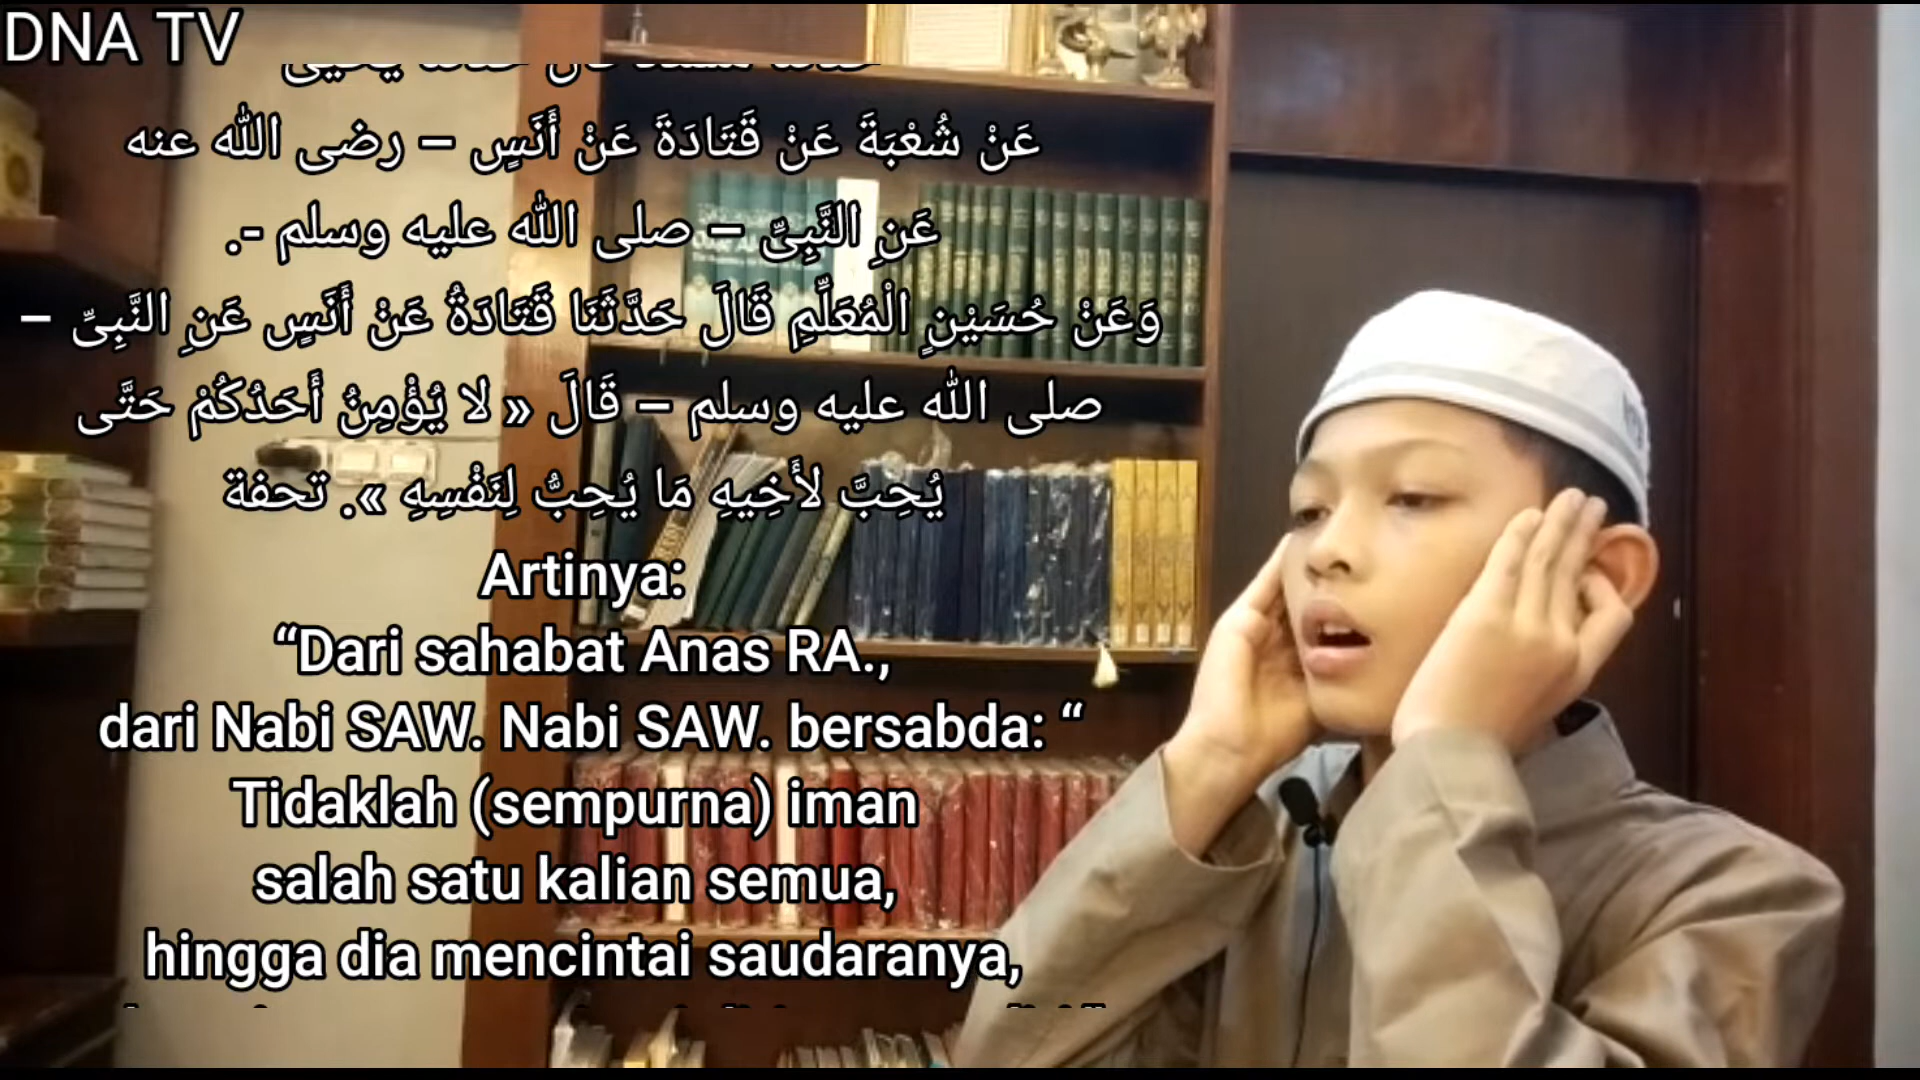 DNA TV
عَنْ شُعْبَةَ عَنْ قَتَادَةَ عَنْ أَنَسٍ – رضى الله عنه
عَنِ النَّبِىِّ – صلى الله عليه وسلم -.
وَعَنْ حُسَيْنٍ الْمُعَلِّمِ قَالَ حَدَّثَنَا قَتَادَةُ عَنْ أَنَسٍ عَنِ النَّبِىِّ –
صلى الله عليه وسلم – قَالَ « لا يُؤْمِنُ أَحَدُكُمْ حَتَّى
يُحِبَّ لأَخِيهِ مَا يُحِبُّ لِنَفْسِهِ ». تحفة
Artinya:
“Dari sahabat Anas RA.,
dari Nabi SAW. Nabi SAW. bersabda: “
Tidaklah (sempurna) iman
salah satu kalian semua,
hingga dia mencintai saudaranya,